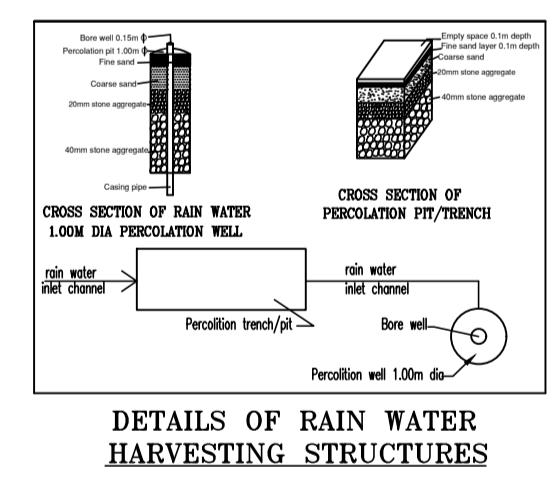 Bore well 0.15m ϕ
Percolation pit 1.00m ϕ
Fine sand
Coarse sand
20mm stone aggregate
40mm stone aggregate
Casing pipe
CROSS SECTION OF RAIN WATER
1.00M DIA PERCOLATION WELL
Empty space 0.1m depth
Fine sand layer 0.1m depth
Coarse sand
20mm stone aggregate
40mm stone aggregate
CROSS SECTION OF
PERCOLATION PIT/TRENCH
rain water
inlet channel
Percolition trench/pit
rain water
inlet channel
Bore well
Percolition well 1.00m dia
DETAILS OF RAIN WATER
HARVESTING STRUCTURES